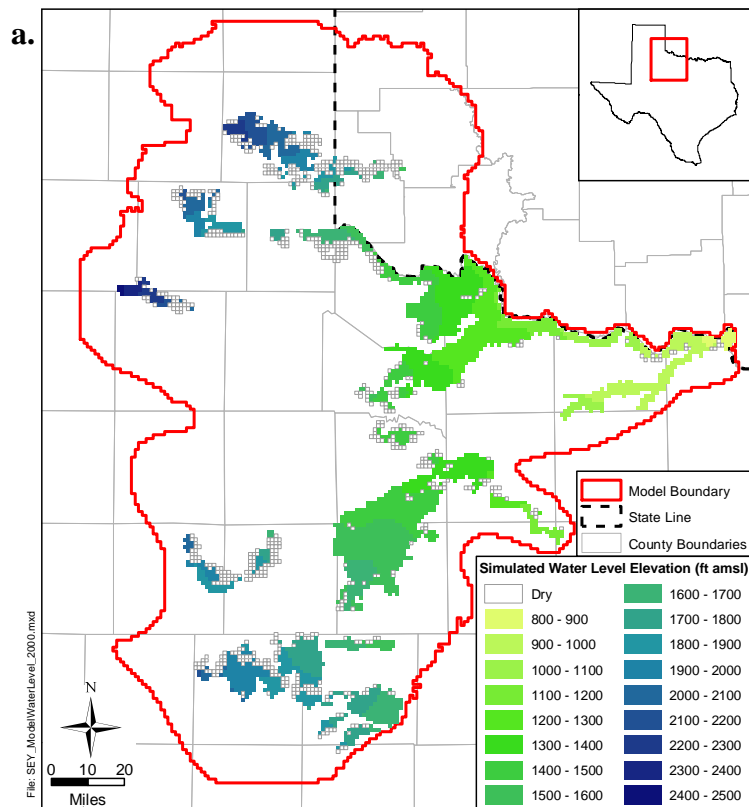 a.
Model Boundary
State Line
County Boundaries
Simulated Water Level Elevation (ft amsl)
Dry
800 - 900
900 - 1000
1000 - 1100
1100 - 1200
1200 - 1300
1300 - 1400
1400 - 1500
1500 - 1600
1600 - 1700
1700 - 1800
1800 - 1900
1900 - 2000
2000 - 2100
2100 - 2200
2200 - 2300
2300 - 2400
2400 - 2500
File: SEY_ModelWaterLevel_2000.mxd
N
0 10 20
Miles